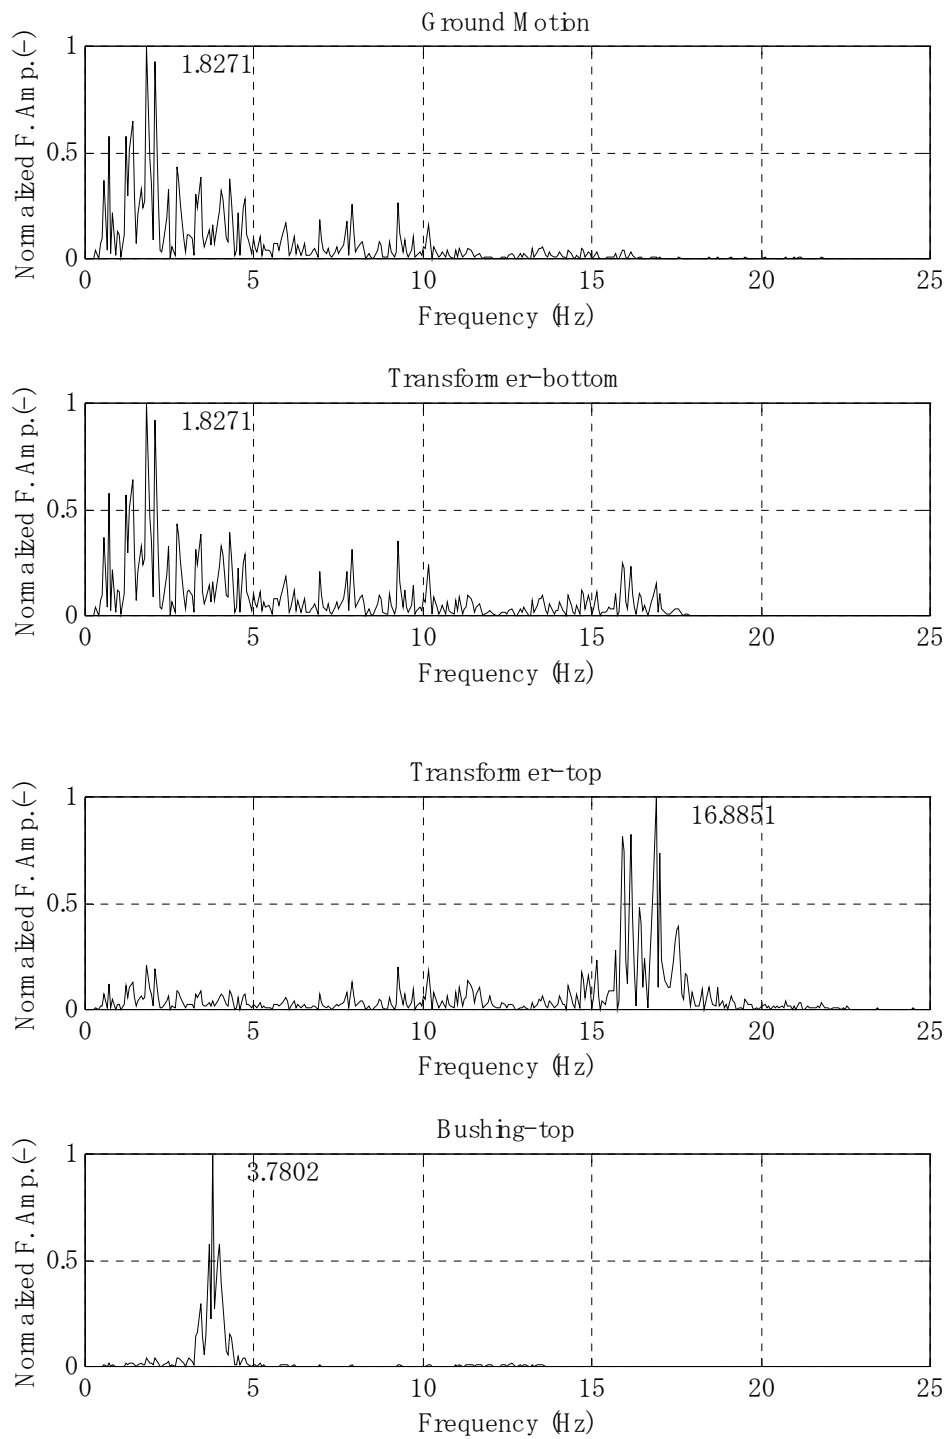 Ground Motion
Normalized F. Amp.(-)
1
0.5
0
1.8271
0 5 10 15 20 25
Frequency (Hz)
Transformer-bottom
Normalized F. Amp.(-)
1
0.5
0
1.8271
0 5 10 15 20 25
Frequency (Hz)
Transformer-top
Normalized F. Amp.(-)
1
0.5
0
16.8851
0 5 10 15 20 25
Frequency (Hz)
Bushing-top
Normalized F. Amp.(-)
1
0.5
0
3.7802
0 5 10 15 20 25
Frequency (Hz)